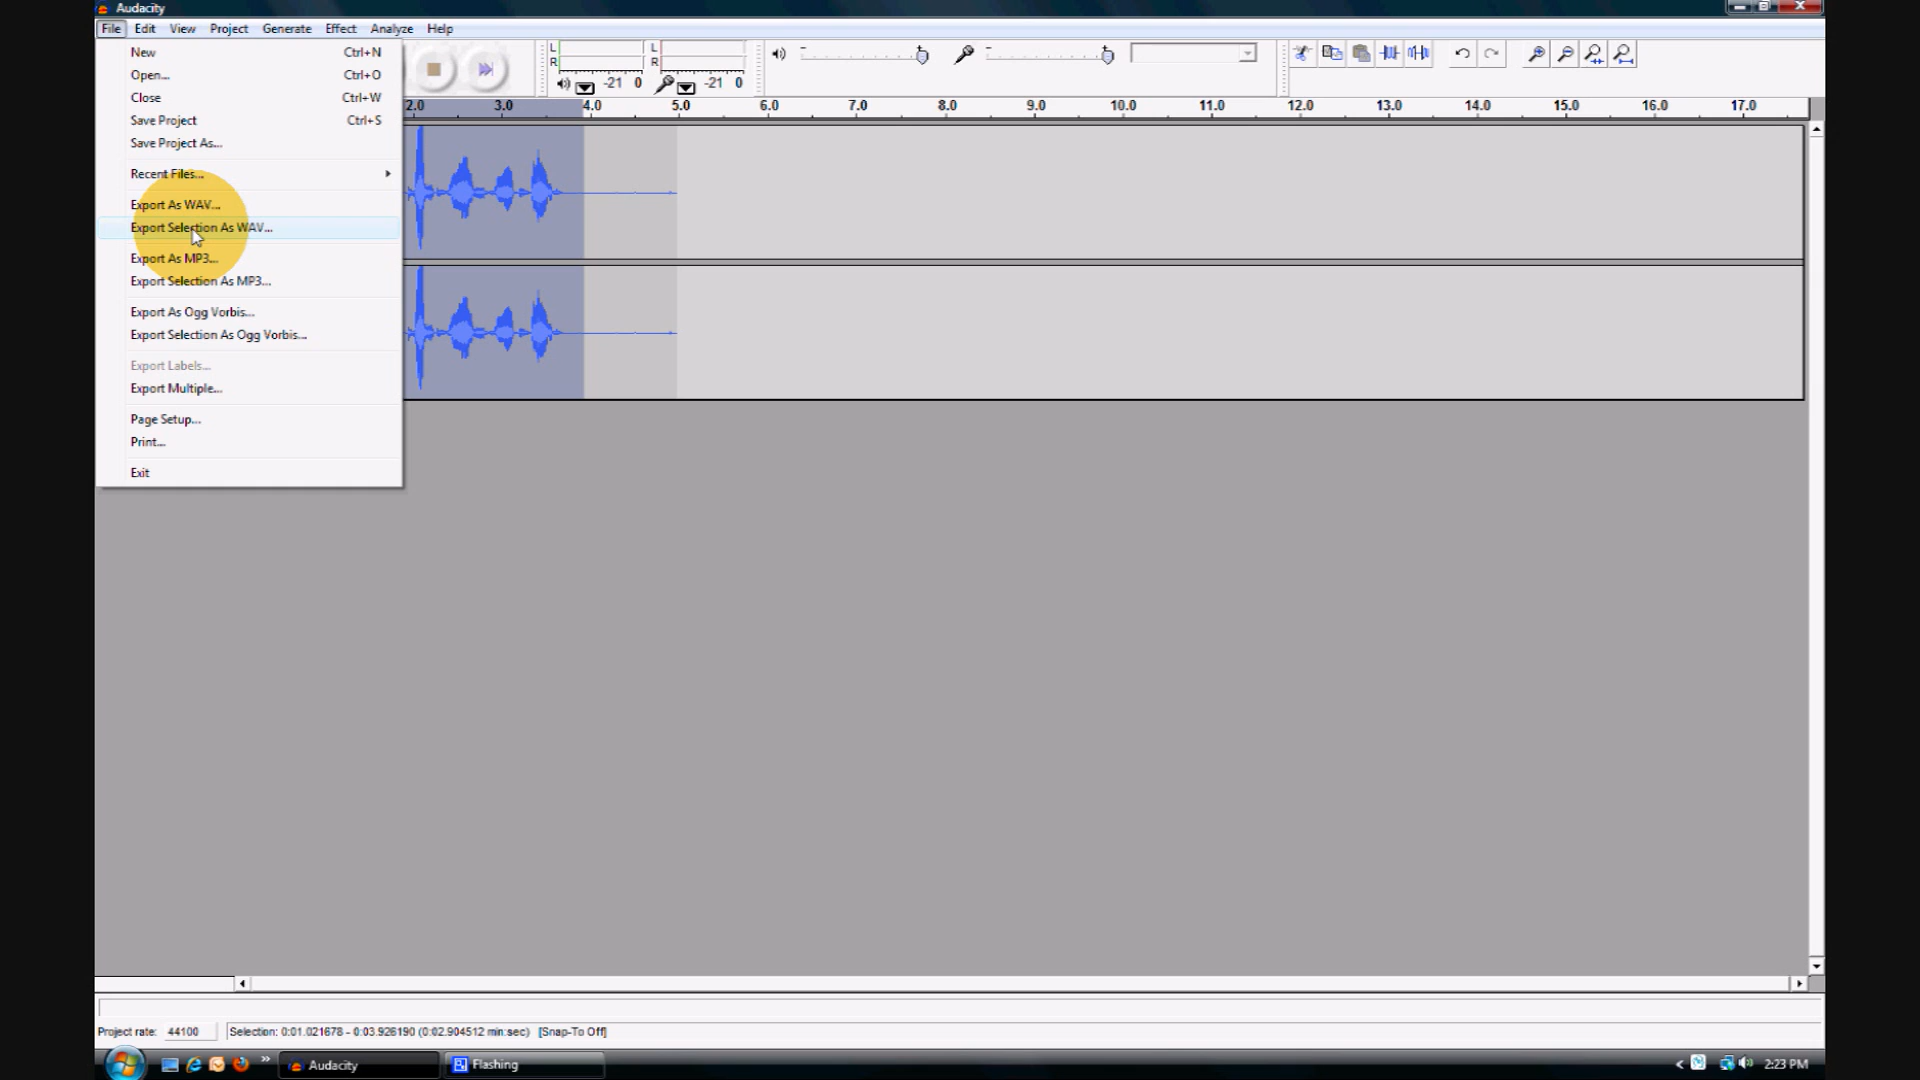 Audacity
File Edit View Project Generate Effect Analyze Help
New Ctrl+N
Open... Ctrl+O
Close Ctrl+W
Save Project Ctrl+S
Save Project As...
Recent Files...
Export As WAV...
Export Selection As WAV...
Export As MP3...
Export Selection As MP3...
Export As Ogg Vorbis...
Export Selection As Ogg Vorbis...
Export Labels...
Export Multiple...
Page Setup...
Print...
Exit
L L
R R
-21 0 -21 0
2.0 3.0 4.0 5.0 6.0 7.0 8.0 9.0 10.0 11.0 12.0 13.0 14.0 15.0 16.0 17.0
Project rate: 44100 Selection: 0:01.021678 - 0:03.926190 (0:02.904512 min:sec) [Snap-To Off]
Audacity Flashing 2:23 PM